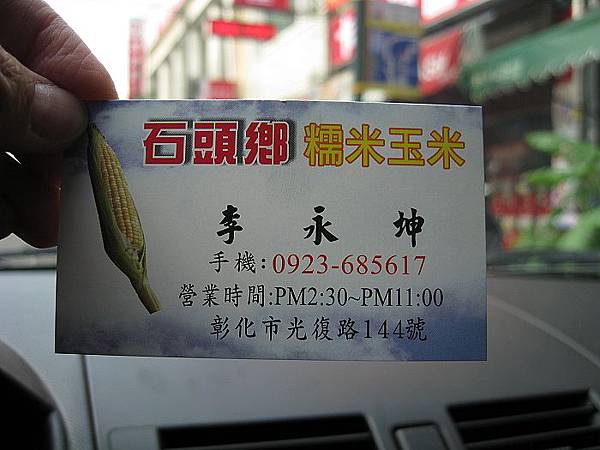 石頭鄉 糯米玉米
李永坤
手機:0923-685617
營業時間:PM2:30~PM11:00
彰化市光復路144號